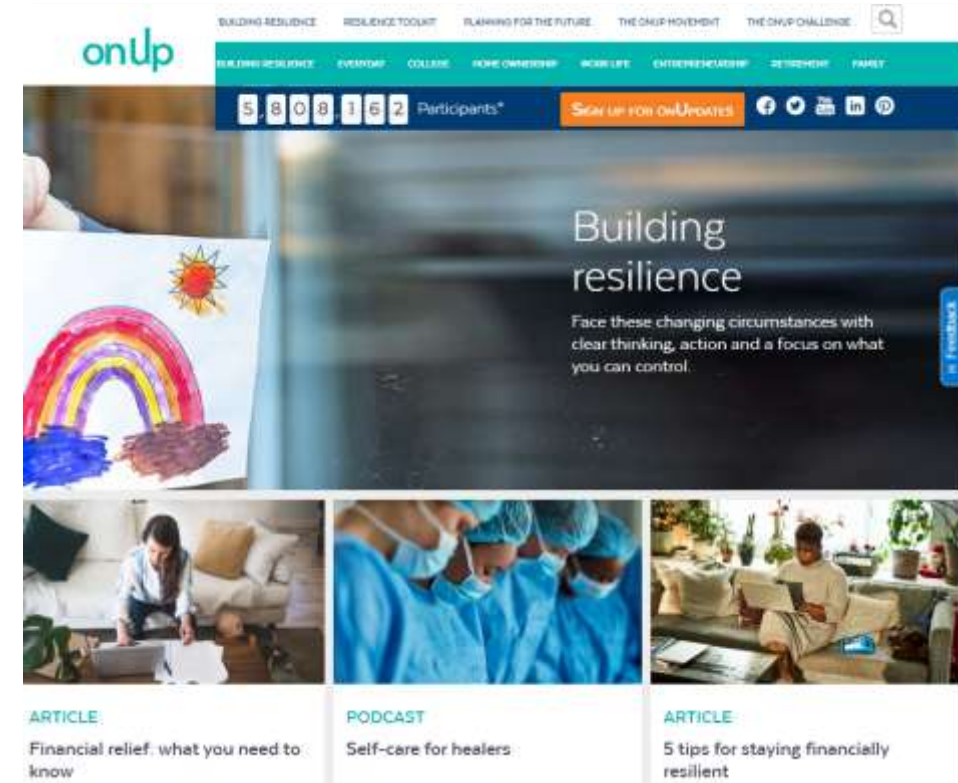 onUp
BUILDING RESILIENCE RESILIENCE TOOLKIT PLANNING FOR THE FUTURE THE ONUP MOVEMENT THE ONUP CHALLENGE
BUILDING RESILIENCE EVERYDAY COLLEGE HOME OWNERSHIP WORK LIFE ENTREPRENEURSHIP RETIREMENT FAMILY
5,808,162 Participants*
SIGN UP FOR ONUPDATES
You Tube
in
Building
resilience
Face these changing circumstances with
clear thinking, action and a focus on what
you can control.
Feedback
ARTICLE
Financial relief: what you need to
know
PODCAST
Self-care for healers
ARTICLE
5 tips for staying financially
resilient